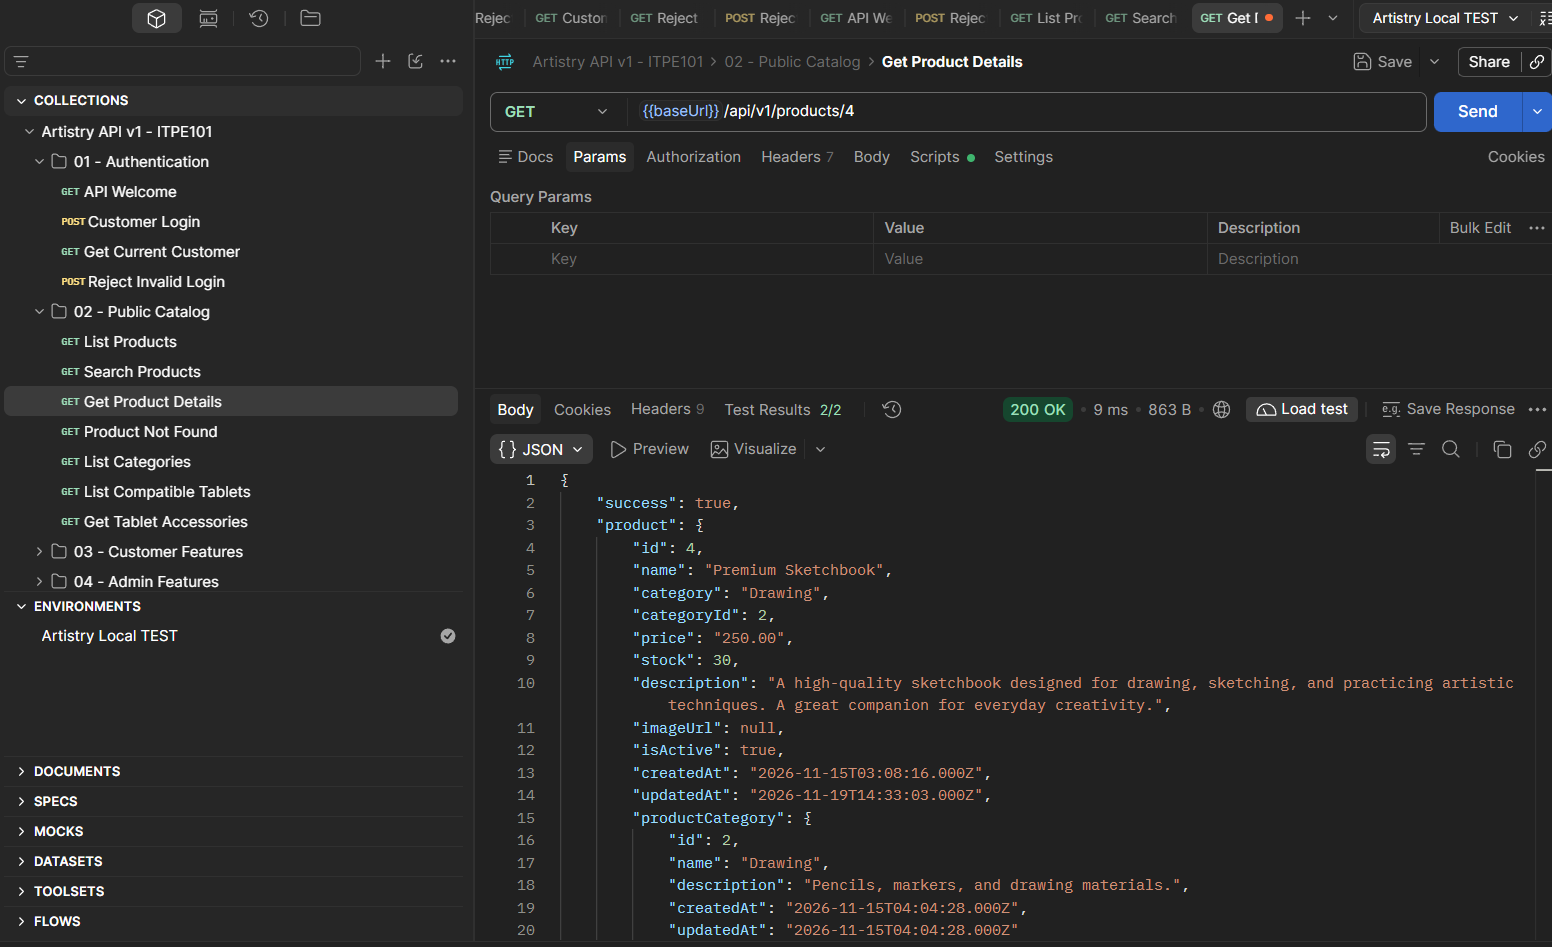 Rejec
GET Custon
GET Reject
POST Rejec
GET API We
POST Rejec
GET List Pr
GET Search
GET Get
Artistry Local TEST
HTTP
Artistry API v1 - ITPE101 > 02 - Public Catalog > Get Product Details
Save
Share
GET
{{baseUrl}} /api/v1/products/4
Send
Docs
Params
Authorization
Headers 7
Body
Scripts
Settings
Cookies
Query Params
Key
Value
Description
Bulk Edit
Key
Value
Description
COLLECTIONS
Artistry API v1 - ITPE101
01 - Authentication
GET API Welcome
POST Customer Login
GET Get Current Customer
POST Reject Invalid Login
02 - Public Catalog
GET List Products
GET Search Products
GET Get Product Details
GET Product Not Found
GET List Categories
GET List Compatible Tablets
GET Get Tablet Accessories
03 - Customer Features
04 - Admin Features
ENVIRONMENTS
Artistry Local TEST
DOCUMENTS
SPECS
MOCKS
DATASETS
TOOLSETS
FLOWS
Body
Cookies
Headers 9
Test Results 2/2
200 OK
9 ms
863 B
Load test
e.g. Save Response
{} JSON
Preview
Visualize
1 {
2 "success": true,
3 "product": {
4 "id": 4,
5 "name": "Premium Sketchbook",
6 "category": "Drawing",
7 "categoryId": 2,
8 "price": "250.00",
9 "stock": 30,
10 "description": "A high-quality sketchbook designed for drawing, sketching, and practicing artistic
techniques. A great companion for everyday creativity.",
11 "imageUrl": null,
12 "isActive": true,
13 "createdAt": "2026-11-15T03:08:16.000Z",
14 "updatedAt": "2026-11-19T14:33:03.000Z",
15 "productCategory": {
16 "id": 2,
17 "name": "Drawing",
18 "description": "Pencils, markers, and drawing materials.",
19 "createdAt": "2026-11-15T04:04:28.000Z",
20 "updatedAt": "2026-11-15T04:04:28.000Z"